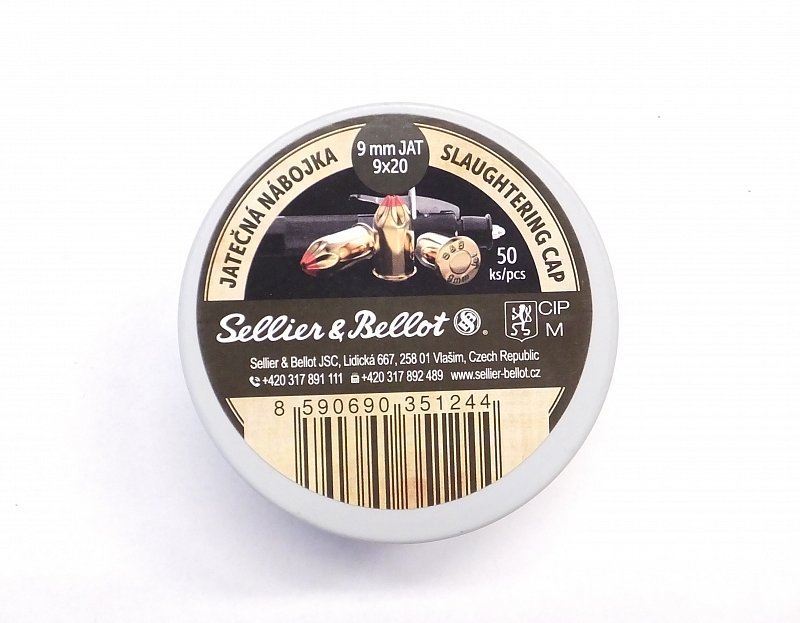 9 mm JAT
9x20
JATEČNÁ NÁBOJKA
SLAUGHTERING CAP
S&B
9mm
50
ks/pcs
Sellier & Bellot
S&B
®
CIP
M
Sellier & Bellot JSC, Lidická 667, 258 01 Vlašim, Czech Republic
+420 317 891 111 +420 317 892 489 www.sellier-bellot.cz
8 590690 351244